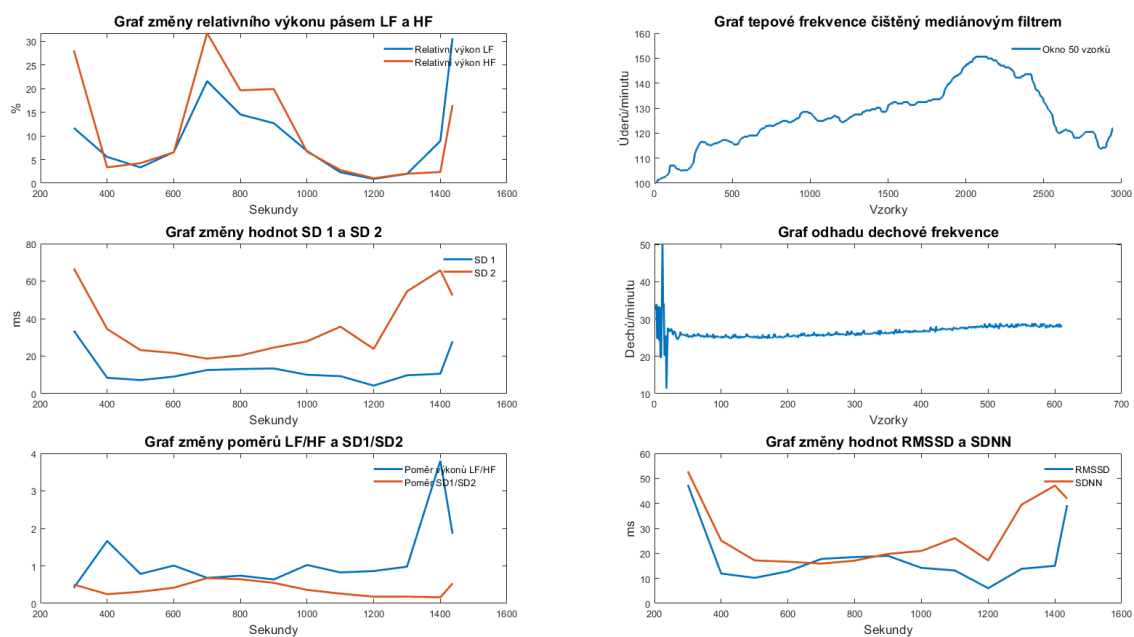 Graf změny relativního výkonu pásem LF a HF
35
30
25
20
15
10
5
0
%
200 400 600 800 1000 1200 1400 1600
Sekundy
Relativní výkon LF
Relativní výkon HF
Graf tepové frekvence čištěný mediánovým filtrem
160
150
140
130
120
110
100
Úderů/minutu
0 500 1000 1500 2000 2500 3000
Vzorky
Okno 50 vzorků
Graf změny hodnot SD 1 a SD 2
80
60
40
20
0
ms
200 400 600 800 1000 1200 1400 1600
Sekundy
SD 1
SD 2
Graf odhadu dechové frekvence
50
40
30
20
10
Dechů/minutu
0 100 200 300 400 500 600 700
Vzorky
Graf změny poměrů LF/HF a SD1/SD2
4
3
2
1
0
200 400 600 800 1000 1200 1400 1600
Sekundy
Poměr výkonů LF/HF
Poměr SD1/SD2
Graf změny hodnot RMSSD a SDNN
60
50
40
30
20
10
0
ms
200 400 600 800 1000 1200 1400 1600
Sekundy
RMSSD
SDNN